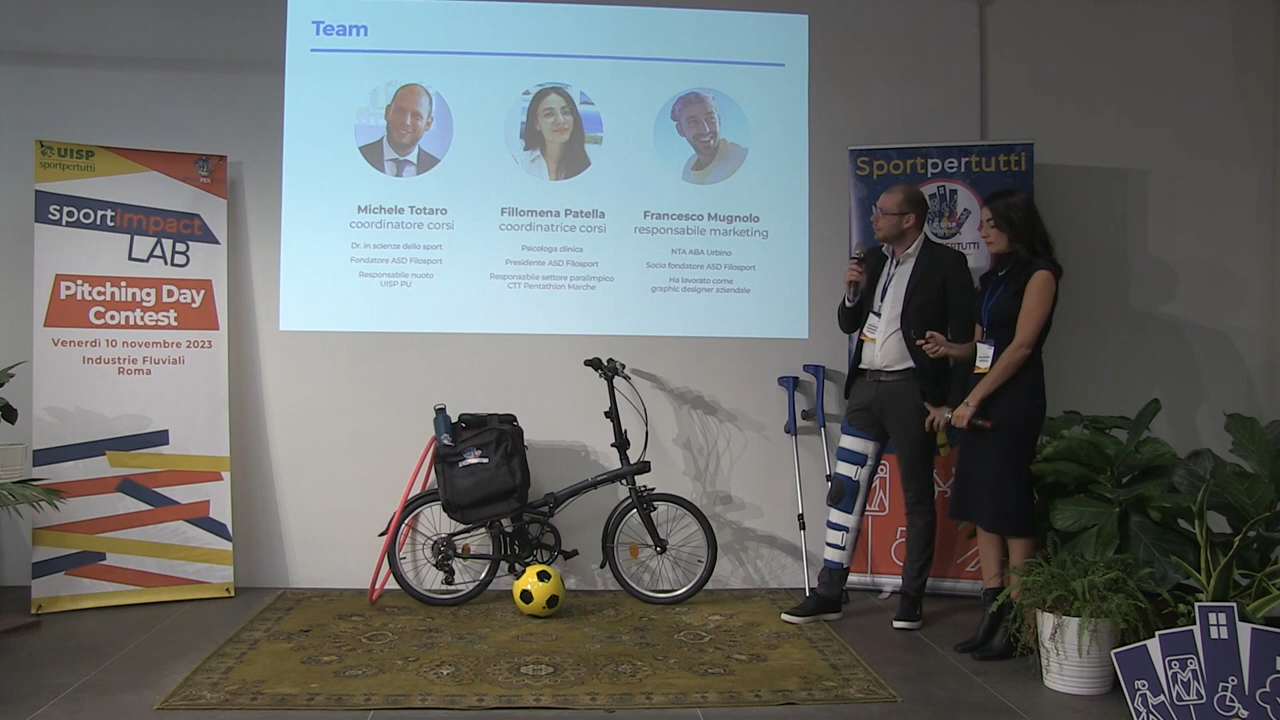 Team
Michele Totaro
coordinatore corsi
Dr. in scienze dello sport
Fondatore ASD Filosport
Responsabile nuoto
UISP PU
Fillomena Patella
coordinatrice corsi
Psicologa clinica
Presidente ASD Filosport
Responsabile settore paralimpico
CTT Pentathlon Marche
Francesco Mugnolo
responsabile marketing
NTA ABA Urbino
Socio fondatore ASD Filosport
Ha lavorato come
graphic designer aziendale
UISP
sportpertutti
sportimpact
LAB
Pitching Day
Contest
Venerdì 10 novembre 2023
Industrie Fluviali
Roma
Sportpertutti
UISP
PERTUTTI